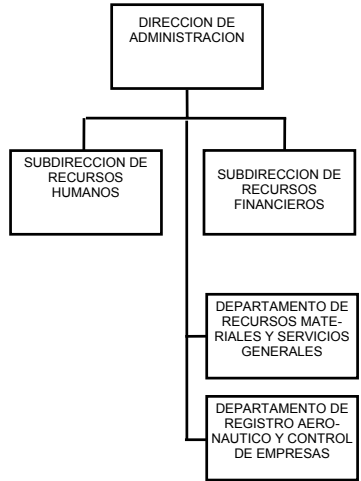 DIRECCION DE
ADMINISTRACION
SUBDIRECCION DE
RECURSOS
HUMANOS
SUBDIRECCION DE
RECURSOS
FINANCIEROS
DEPARTAMENTO DE
RECURSOS MATE-
RIALES Y SERVICIOS
GENERALES
DEPARTAMENTO DE
REGISTRO AERO-
NAUTICO Y CONTROL
DE EMPRESAS